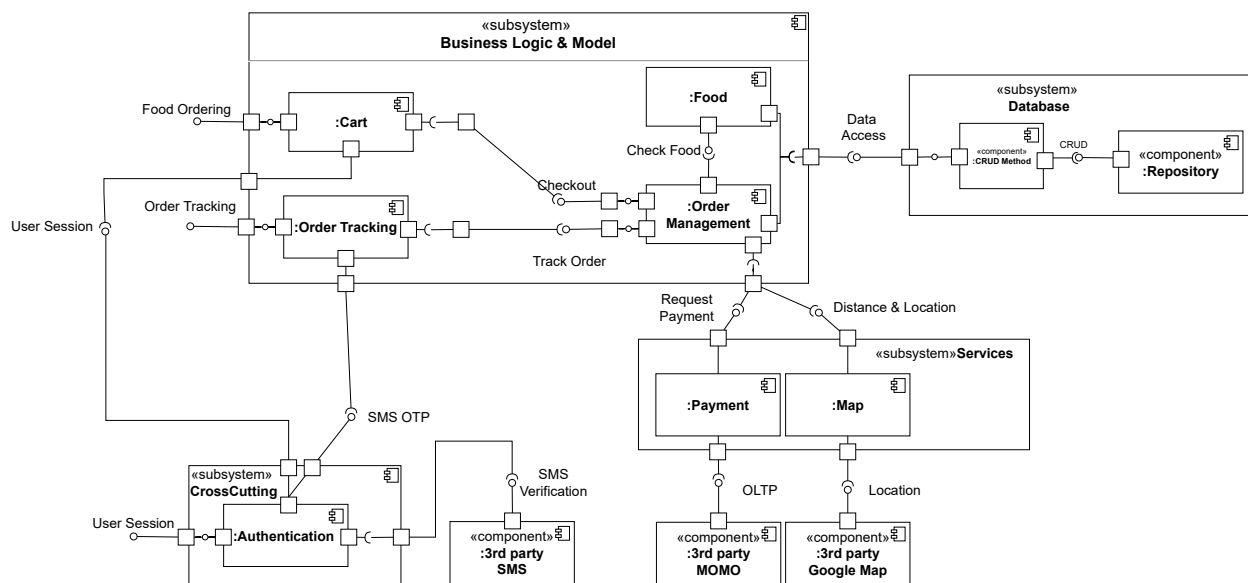 «subsystem»
Business Logic & Model
Food Ordering
:Cart
:Food
Data
Access
«subsystem»
Database
«component»
:CRUD Method
CRUD
«component»
:Repository
Check Food
Checkout
:Order
Management
User Session
Order Tracking
:Order Tracking
Track Order
Request
Payment
Distance & Location
«subsystem»Services
:Payment
:Map
SMS OTP
«subsystem»
CrossCutting
SMS
Verification
OLTP
Location
User Session
:Authentication
«component»
:3rd party
SMS
«component»
:3rd party
MOMO
«component»
:3rd party
Google Map